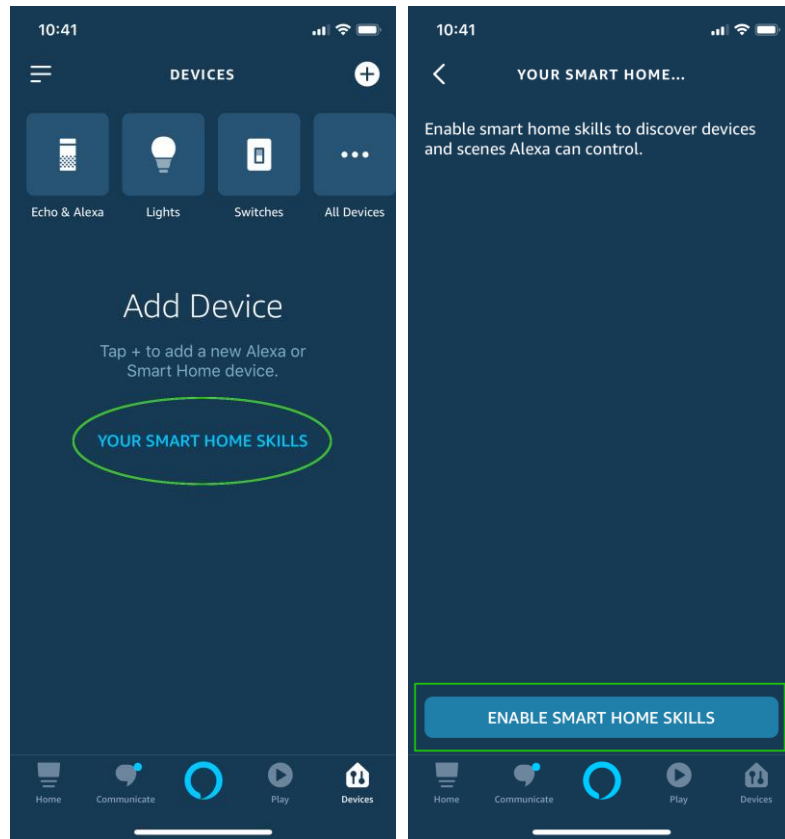 10:41
DEVICES
Echo & Alexa
Lights
Switches
All Devices
Add Device
Tap + to add a new Alexa or
Smart Home device.
YOUR SMART HOME SKILLS
Home
Communicate
Play
Devices
10:41
YOUR SMART HOME...
Enable smart home skills to discover devices
and scenes Alexa can control.
ENABLE SMART HOME SKILLS
Home
Communicate
Play
Devices